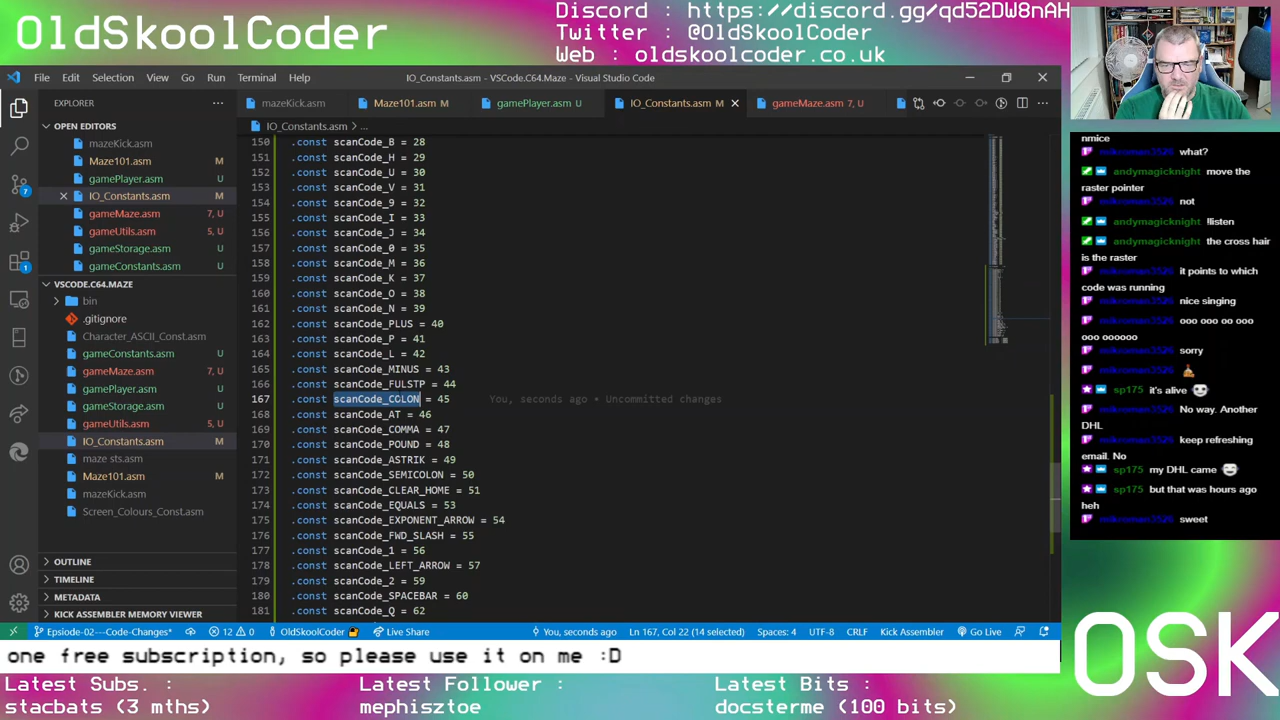 OldSkoolCoder
Discord : https://discord.gg/qd52DW8nAH
Twitter : @OldSkoolCoder
Web : oldskoolcoder.co.uk
File Edit Selection View Go Run Terminal Help
IO_Constants.asm - VSCode.C64.Maze - Visual Studio Code
EXPLORER
mazeKick.asm
Maze101.asm M
gamePlayer.asm U
IO_Constants.asm M
gameMaze.asm 7, U
OPEN EDITORS
mazeKick.asm
Maze101.asm M
gamePlayer.asm U
IO_Constants.asm M
gameMaze.asm 7, U
gameUtils.asm 5, U
gameStorage.asm U
gameConstants.asm U
VSCODE.C64.MAZE
bin
.gitignore
Character_ASCII_Const.asm
gameConstants.asm U
gameMaze.asm 7, U
gamePlayer.asm U
gameStorage.asm U
gameUtils.asm 5, U
IO_Constants.asm M
maze sts.asm
Maze101.asm M
mazeKick.asm
Screen_Colours_Const.asm
OUTLINE
TIMELINE
METADATA
KICK ASSEMBLER MEMORY VIEWER
IO_Constants.asm > ...
150 .const scanCode_B = 28
151 .const scanCode_H = 29
152 .const scanCode_U = 30
153 .const scanCode_V = 31
154 .const scanCode_9 = 32
155 .const scanCode_I = 33
156 .const scanCode_J = 34
157 .const scanCode_0 = 35
158 .const scanCode_M = 36
159 .const scanCode_K = 37
160 .const scanCode_O = 38
161 .const scanCode_N = 39
162 .const scanCode_PLUS = 40
163 .const scanCode_P = 41
164 .const scanCode_L = 42
165 .const scanCode_MINUS = 43
166 .const scanCode_FULSTP = 44
167 .const scanCode_COLON = 45 You, seconds ago • Uncommitted changes
168 .const scanCode_AT = 46
169 .const scanCode_COMMA = 47
170 .const scanCode_POUND = 48
171 .const scanCode_ASTRIK = 49
172 .const scanCode_SEMICOLON = 50
173 .const scanCode_CLEAR_HOME = 51
174 .const scanCode_EQUALS = 53
175 .const scanCode_EXPONENT_ARROW = 54
176 .const scanCode_FWD_SLASH = 55
177 .const scanCode_1 = 56
178 .const scanCode_LEFT_ARROW = 57
179 .const scanCode_2 = 59
180 .const scanCode_SPACEBAR = 60
181 .const scanCode_Q = 62
7
1
Epsiode-02---Code-Changes* 12 0 OldSkoolCoder Live Share You, seconds ago Ln 167, Col 22 (14 selected) Spaces: 4 UTF-8 CRLF Kick Assembler Go Live
nmice
mikroman3526 what?
andymagicknight move the
raster pointer
mikroman3526 not
andymagicknight !listen
andymagicknight the cross hair
is the raster
mikroman3526 it points to which
code was running
mikroman3526 nice singing
mikroman3526 ooo oo ooo
ooo oooooo
mikroman3526 sorry
mikroman3526
sp175 it's alive
mikroman3526 No way. Another
DHL
mikroman3526 keep refreshing
email. No
sp175 my DHL came
sp175 but that was hours ago
heh
mikroman3526 sweet
one free subscription, so please use it on me :D
Latest Subs. :
stacbats (3 mths)
Latest Follower :
mephisztoe
Latest Bits :
docsterme (100 bits)
OSK